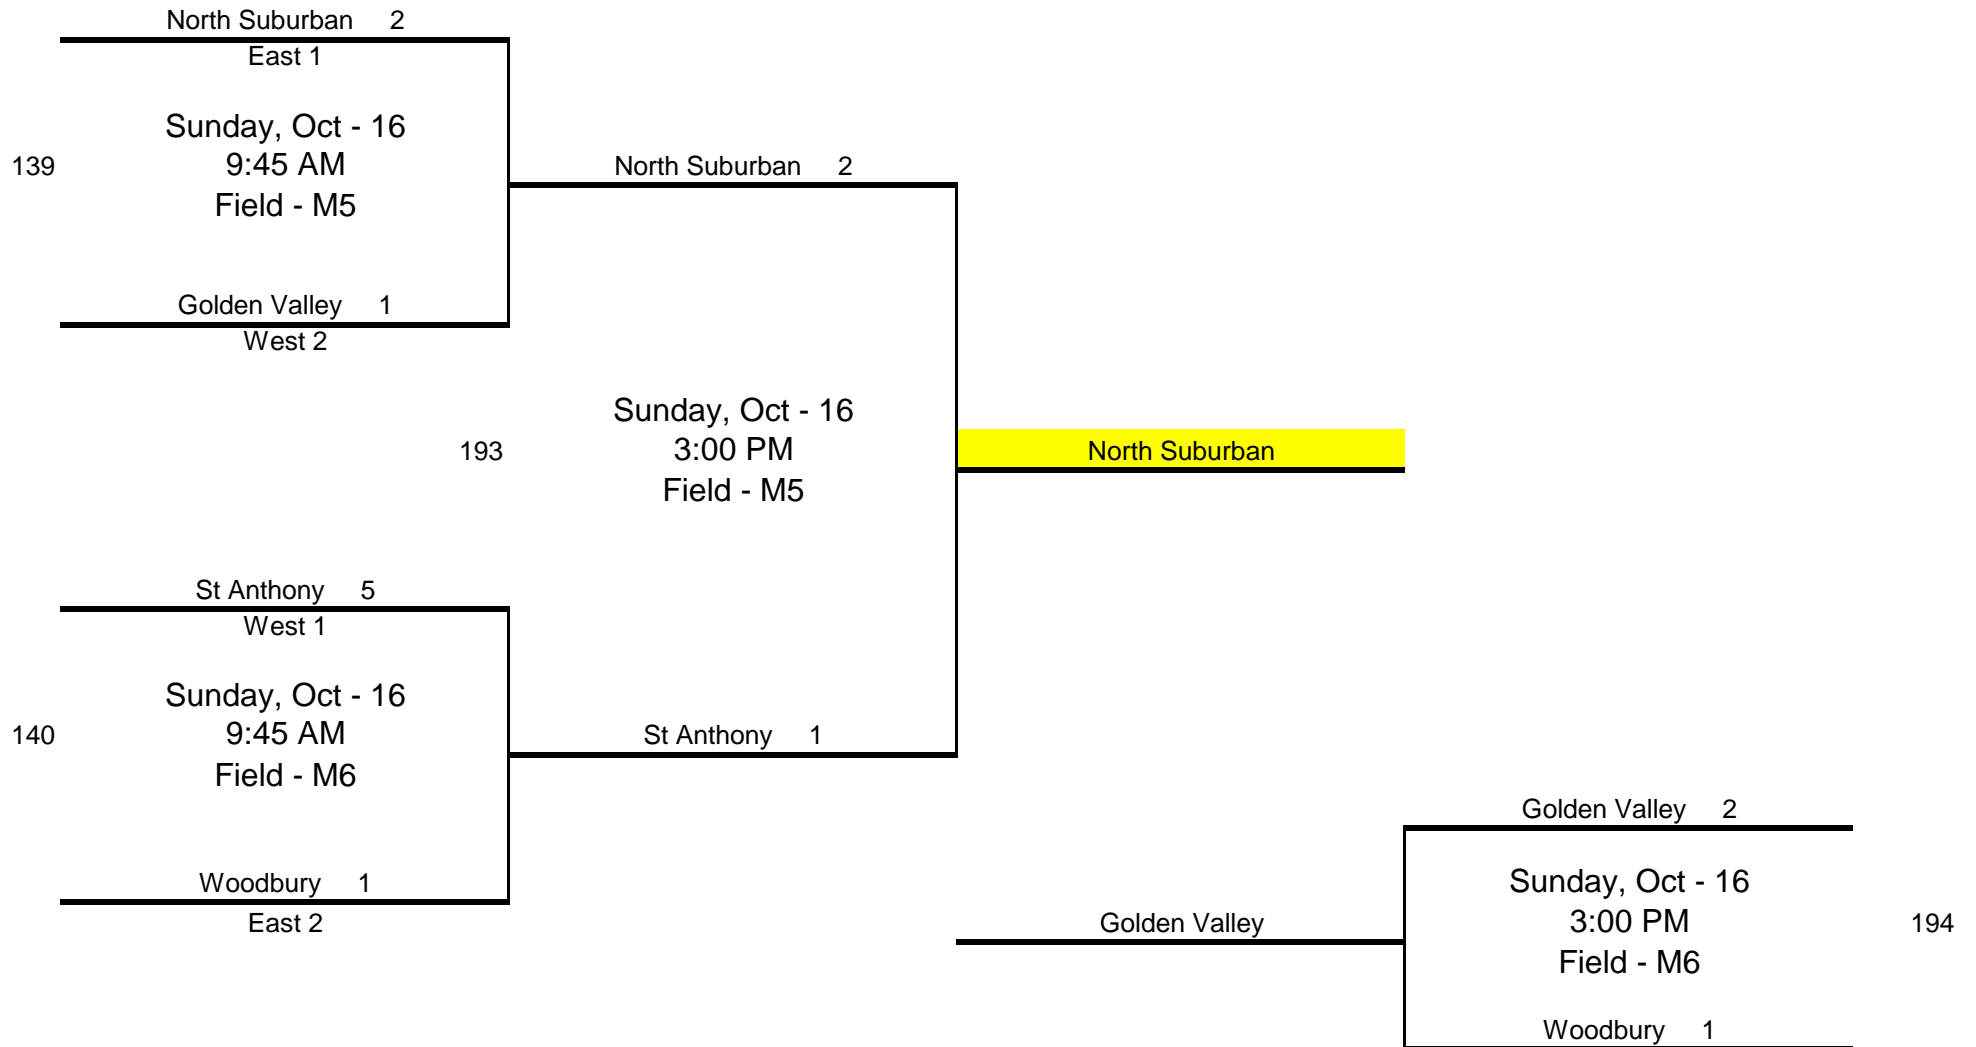 North Suburban 2
East 1
Sunday, Oct - 16
139 9:45 AM
Field - M5
North Suburban 2
Golden Valley 1
West 2
Sunday, Oct - 16
193 3:00 PM
Field - M5
North Suburban
St Anthony 5
West 1
Sunday, Oct - 16
140 9:45 AM
Field - M6
St Anthony 1
Woodbury 1
East 2
Golden Valley
Golden Valley 2
Sunday, Oct - 16
3:00 PM 194
Field - M6
Woodbury 1